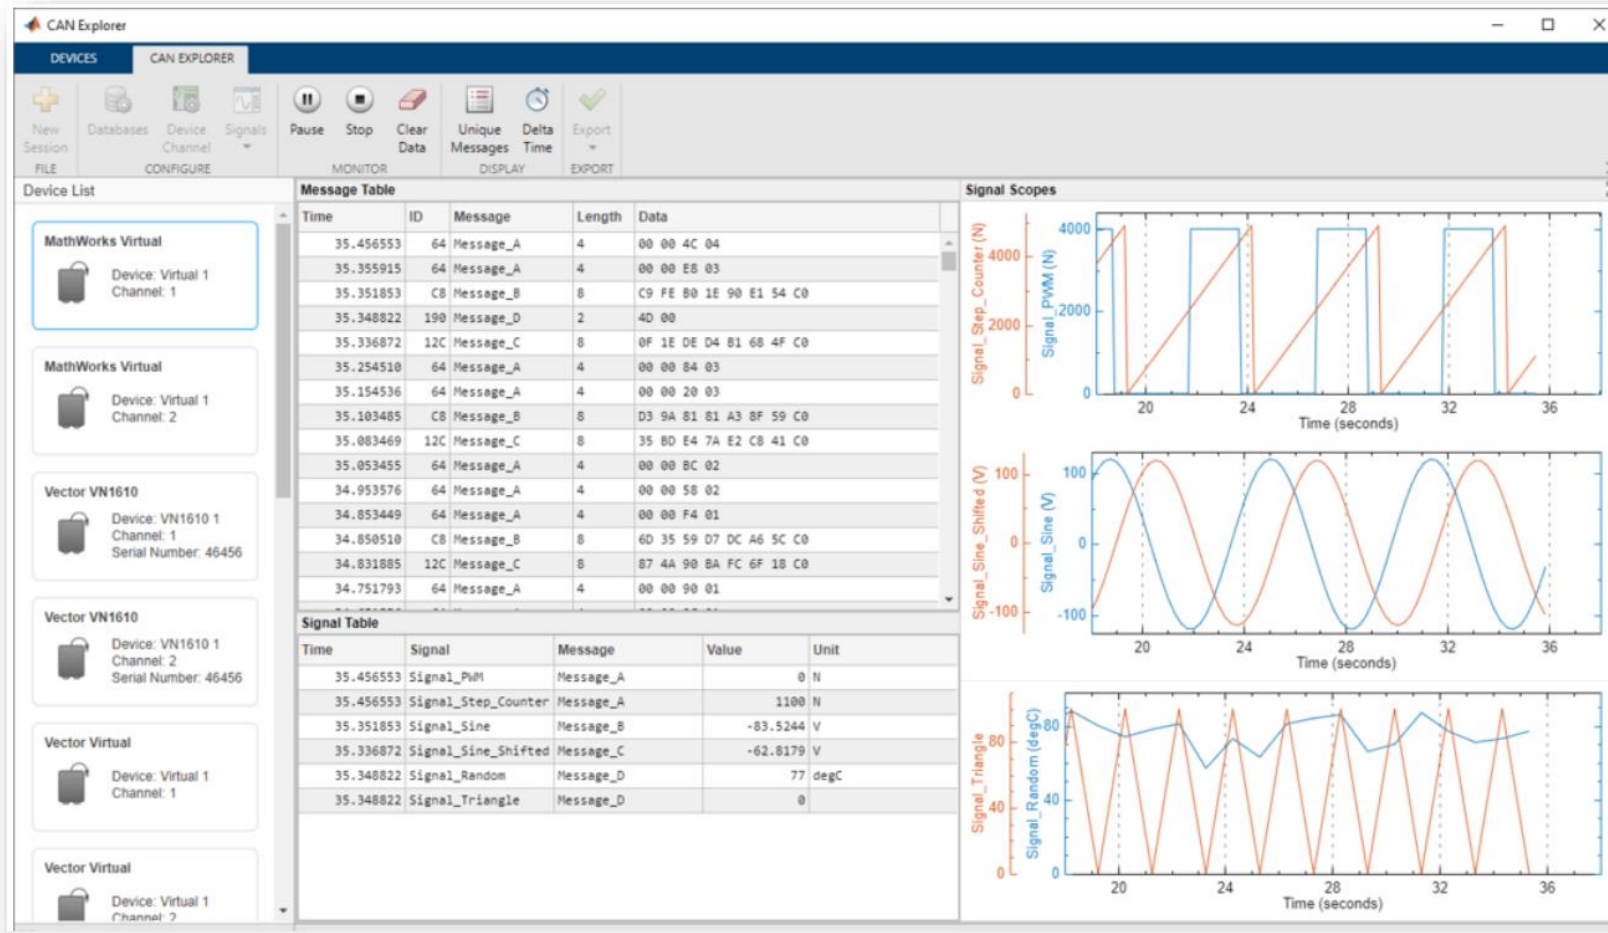 CAN Explorer
DEVICES CAN EXPLORER
New Session
Databases
Device Channel
Signals
Pause
Stop
Clear Data
Unique Messages
Delta Time
Export
FILE CONFIGURE MONITOR DISPLAY EXPORT
Device List
MathWorks Virtual
Device: Virtual 1
Channel: 1
MathWorks Virtual
Device: Virtual 1
Channel: 2
Vector VN1610
Device: VN1610 1
Channel: 1
Serial Number: 46456
Vector VN1610
Device: VN1610 1
Channel: 2
Serial Number: 46456
Vector Virtual
Device: Virtual 1
Channel: 1
Vector Virtual
Device: Virtual 1
Channel: 2
Message Table
Time ID Message Length Data
35.456553 64 Message_A 4 00 00 4C 04
35.355915 64 Message_A 4 00 00 E8 03
35.351853 C8 Message_B 8 C9 FE B0 1E 90 E1 54 C0
35.348822 190 Message_D 2 4D 00
35.336872 12C Message_C 8 0F 1E DE D4 B1 68 4F C0
35.254510 64 Message_A 4 00 00 84 03
35.154536 64 Message_A 4 00 00 20 03
35.103485 C8 Message_B 8 D3 9A 81 81 A3 8F 59 C0
35.083469 12C Message_C 8 35 BD E4 7A E2 C8 41 C0
35.053455 64 Message_A 4 00 00 BC 02
34.953576 64 Message_A 4 00 00 58 02
34.853449 64 Message_A 4 00 00 F4 01
34.850510 C8 Message_B 8 6D 35 59 D7 DC A6 5C C0
34.831885 12C Message_C 8 87 4A 90 BA FC 6F 18 C0
34.751793 64 Message_A 4 00 00 90 01
Signal Table
Time Signal Message Value Unit
35.456553 Signal_PWM Message_A 0 N
35.456553 Signal_Step_Counter Message_A 1100 N
35.351853 Signal_Sine Message_B -83.5244 V
35.336872 Signal_Sine_Shifted Message_C -62.8179 V
35.348822 Signal_Random Message_D 77 degC
35.348822 Signal_Triangle Message_D 0
Signal Scopes
Signal_Step_Counter (N)
4000
2000
0
Signal_PWM (N)
4000
2000
0
20 24 28 32 36
Time (seconds)
Signal_Sine_Shifted (V)
100
0
-100
Signal_Sine (V)
100
0
-100
20 24 28 32 36
Time (seconds)
Signal_Triangle
80
40
0
Signal_Random (degC)
80
40
0
20 24 28 32 36
Time (seconds)